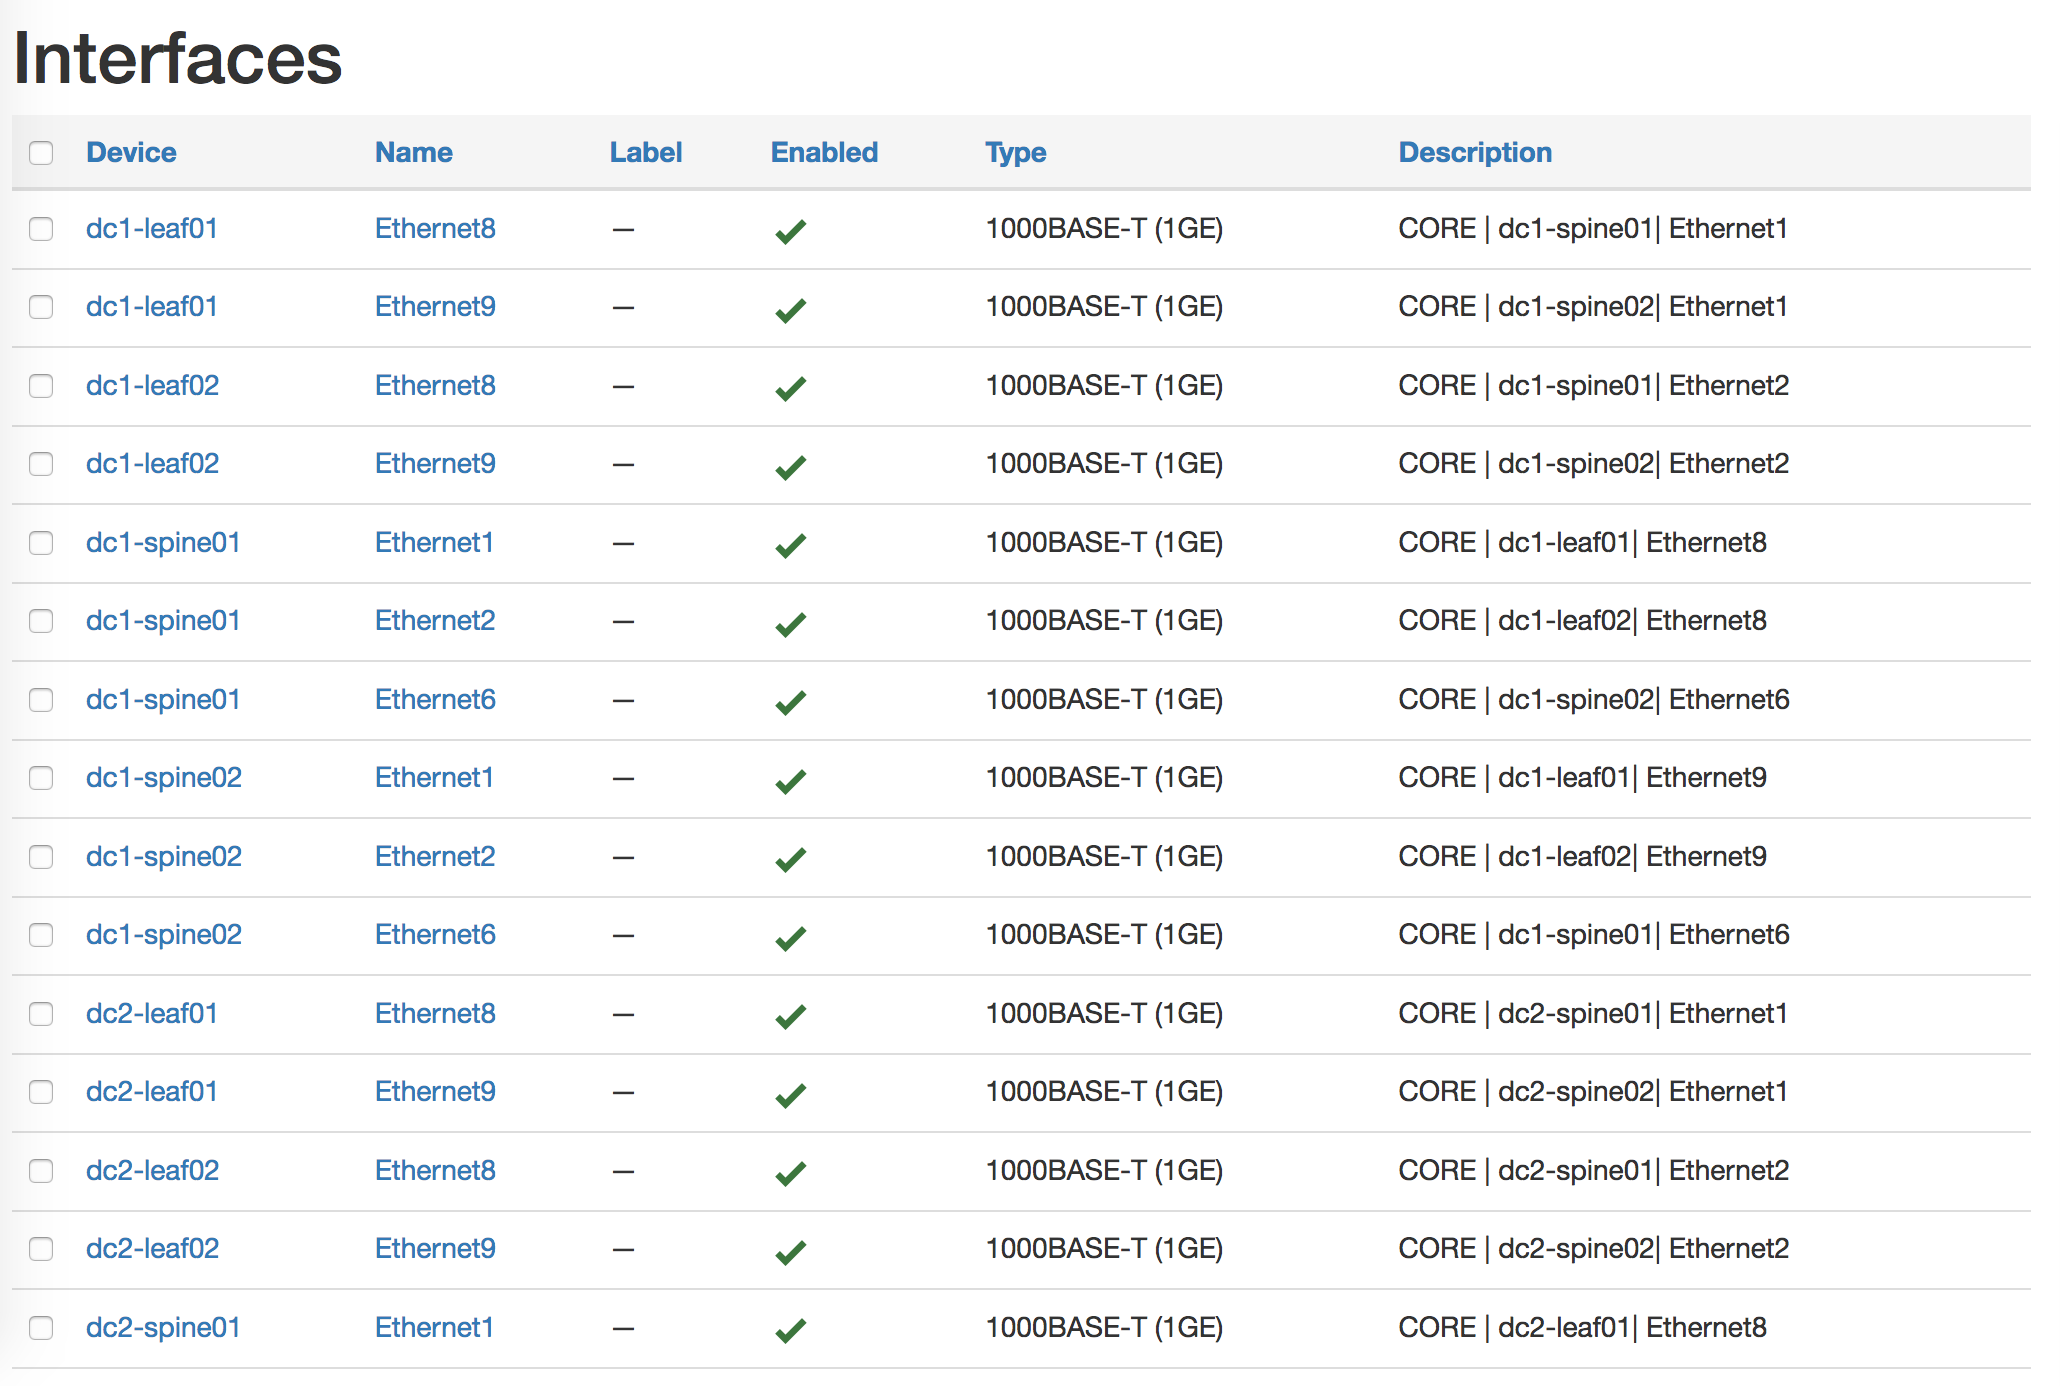 Interfaces
Device Name Label Enabled Type Description
dc1-leaf01 Ethernet8 — 1000BASE-T (1GE) CORE | dc1-spine01| Ethernet1
dc1-leaf01 Ethernet9 — 1000BASE-T (1GE) CORE | dc1-spine02| Ethernet1
dc1-leaf02 Ethernet8 — 1000BASE-T (1GE) CORE | dc1-spine01| Ethernet2
dc1-leaf02 Ethernet9 — 1000BASE-T (1GE) CORE | dc1-spine02| Ethernet2
dc1-spine01 Ethernet1 — 1000BASE-T (1GE) CORE | dc1-leaf01| Ethernet8
dc1-spine01 Ethernet2 — 1000BASE-T (1GE) CORE | dc1-leaf02| Ethernet8
dc1-spine01 Ethernet6 — 1000BASE-T (1GE) CORE | dc1-spine02| Ethernet6
dc1-spine02 Ethernet1 — 1000BASE-T (1GE) CORE | dc1-leaf01| Ethernet9
dc1-spine02 Ethernet2 — 1000BASE-T (1GE) CORE | dc1-leaf02| Ethernet9
dc1-spine02 Ethernet6 — 1000BASE-T (1GE) CORE | dc1-spine01| Ethernet6
dc2-leaf01 Ethernet8 — 1000BASE-T (1GE) CORE | dc2-spine01| Ethernet1
dc2-leaf01 Ethernet9 — 1000BASE-T (1GE) CORE | dc2-spine02| Ethernet1
dc2-leaf02 Ethernet8 — 1000BASE-T (1GE) CORE | dc2-spine01| Ethernet2
dc2-leaf02 Ethernet9 — 1000BASE-T (1GE) CORE | dc2-spine02| Ethernet2
dc2-spine01 Ethernet1 — 1000BASE-T (1GE) CORE | dc2-leaf01| Ethernet8